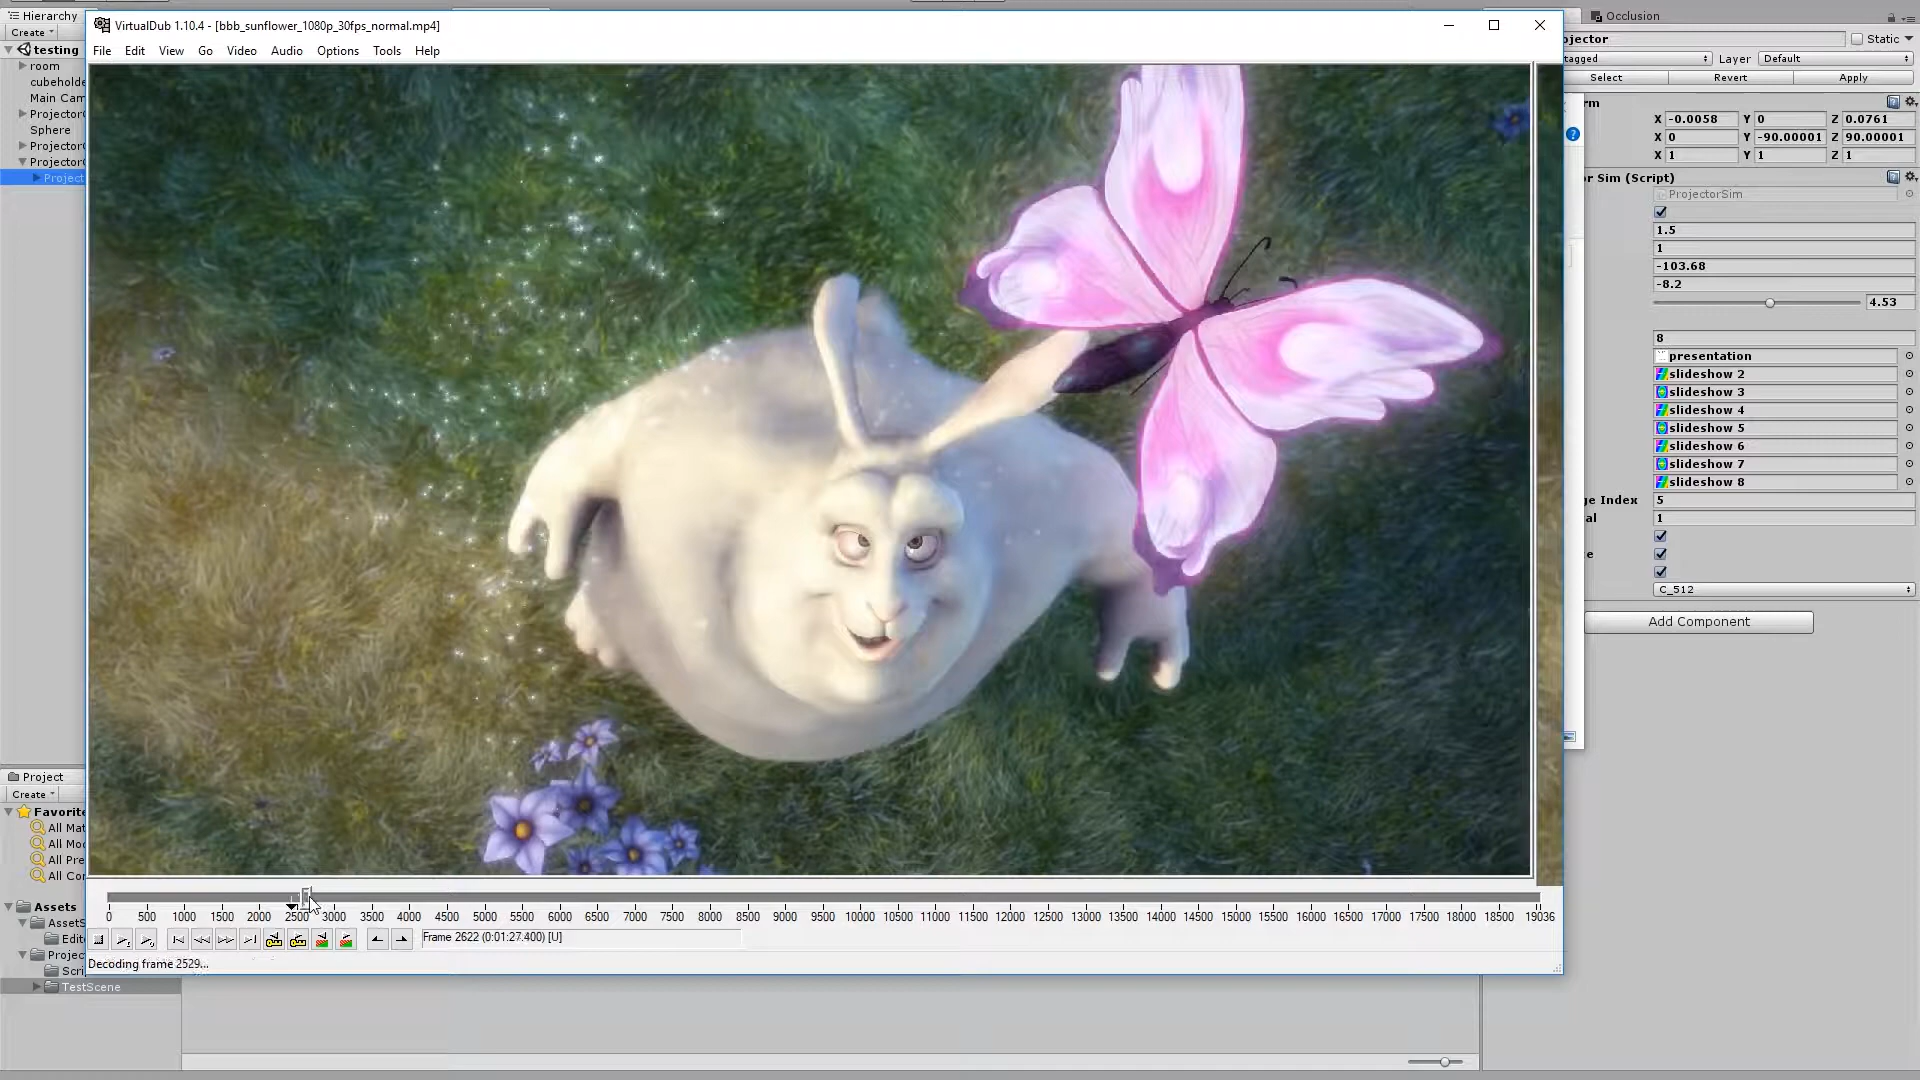 Hierarchy
Create
testing
room
cubeholde
Main Cam
Projector
Sphere
Projector
Projector
Project
VirtualDub 1.10.4 - [bbb_sunflower_1080p_30fps_normal.mp4]
File Edit View Go Video Audio Options Tools Help
Occlusion
ojector
Static
tagged
Layer Default
Select Revert Apply
rm
X -0.0058 Y 0 Z 0.0761
X 0 Y -90.00001 Z 90.00001
X 1 Y 1 Z 1
or Sim (Script)
ProjectorSim
1.5
1
-103.68
-8.2
4.53
8
presentation
slideshow 2
slideshow 3
slideshow 4
slideshow 5
slideshow 6
slideshow 7
slideshow 8
ge Index 5
al 1
e
C_512
Add Component
0 500 1000 1500 2000 2500 3000 3500 4000 4500 5000 5500 6000 6500 7000 7500 8000 8500 9000 9500 10000 10500 11000 11500 12000 12500 13000 13500 14000 14500 15000 15500 16000 16500 17000 17500 18000 18500 19036
Frame 2622 (0:01:27.400) [U]
Decoding frame 2529...
Project
Create
Favorite
All Mat
All Mod
All Pre
All Con
Assets
AssetS
Edit
Projec
Scri
TestScene